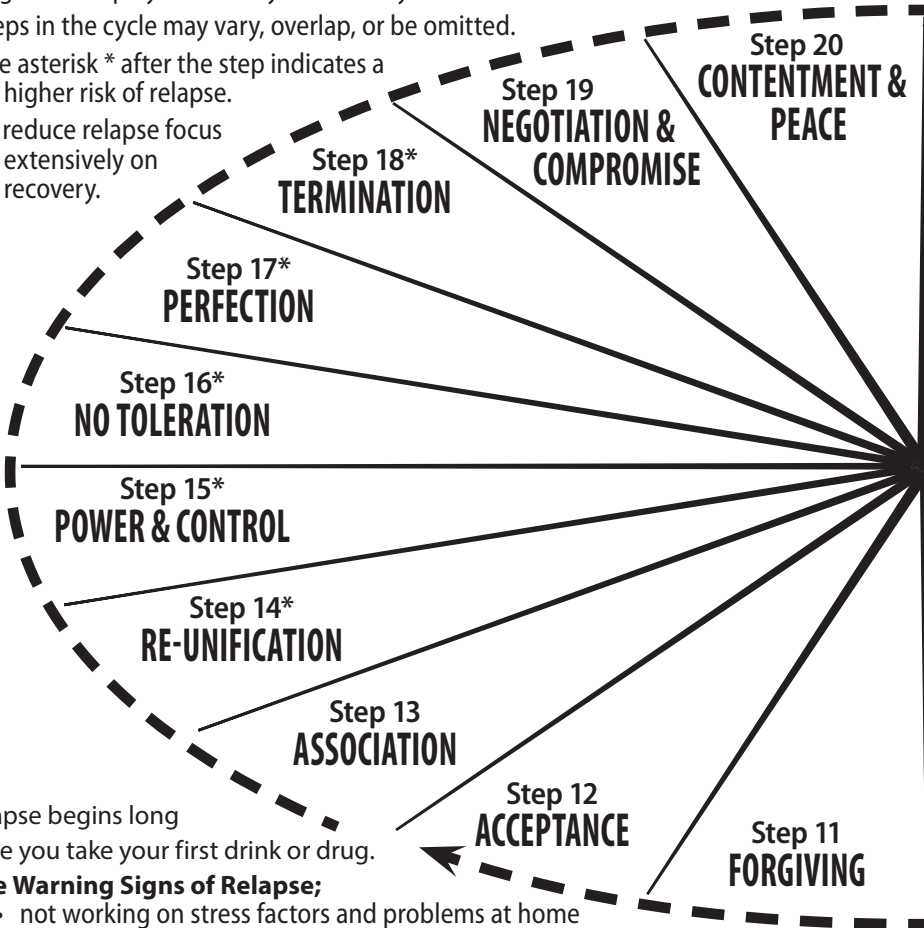 eps in the cycle may vary, overlap, or be omitted.
e asterisk * after the step indicates a
higher risk of relapse.
reduce relapse focus
extensively on
recovery.
Step 20
CONTENTMENT &
PEACE
Step 19
NEGOTIATION &
COMPROMISE
Step 18*
TERMINATION
Step 17*
PERFECTION
Step 16*
NO TOLERATION
Step 15*
POWER & CONTROL
Step 14*
RE-UNIFICATION
Step 13
ASSOCIATION
Step 12
ACCEPTANCE
Step 11
FORGIVING
apse begins long
e you take your first drink or drug.
e Warning Signs of Relapse;
• not working on stress factors and problems at home